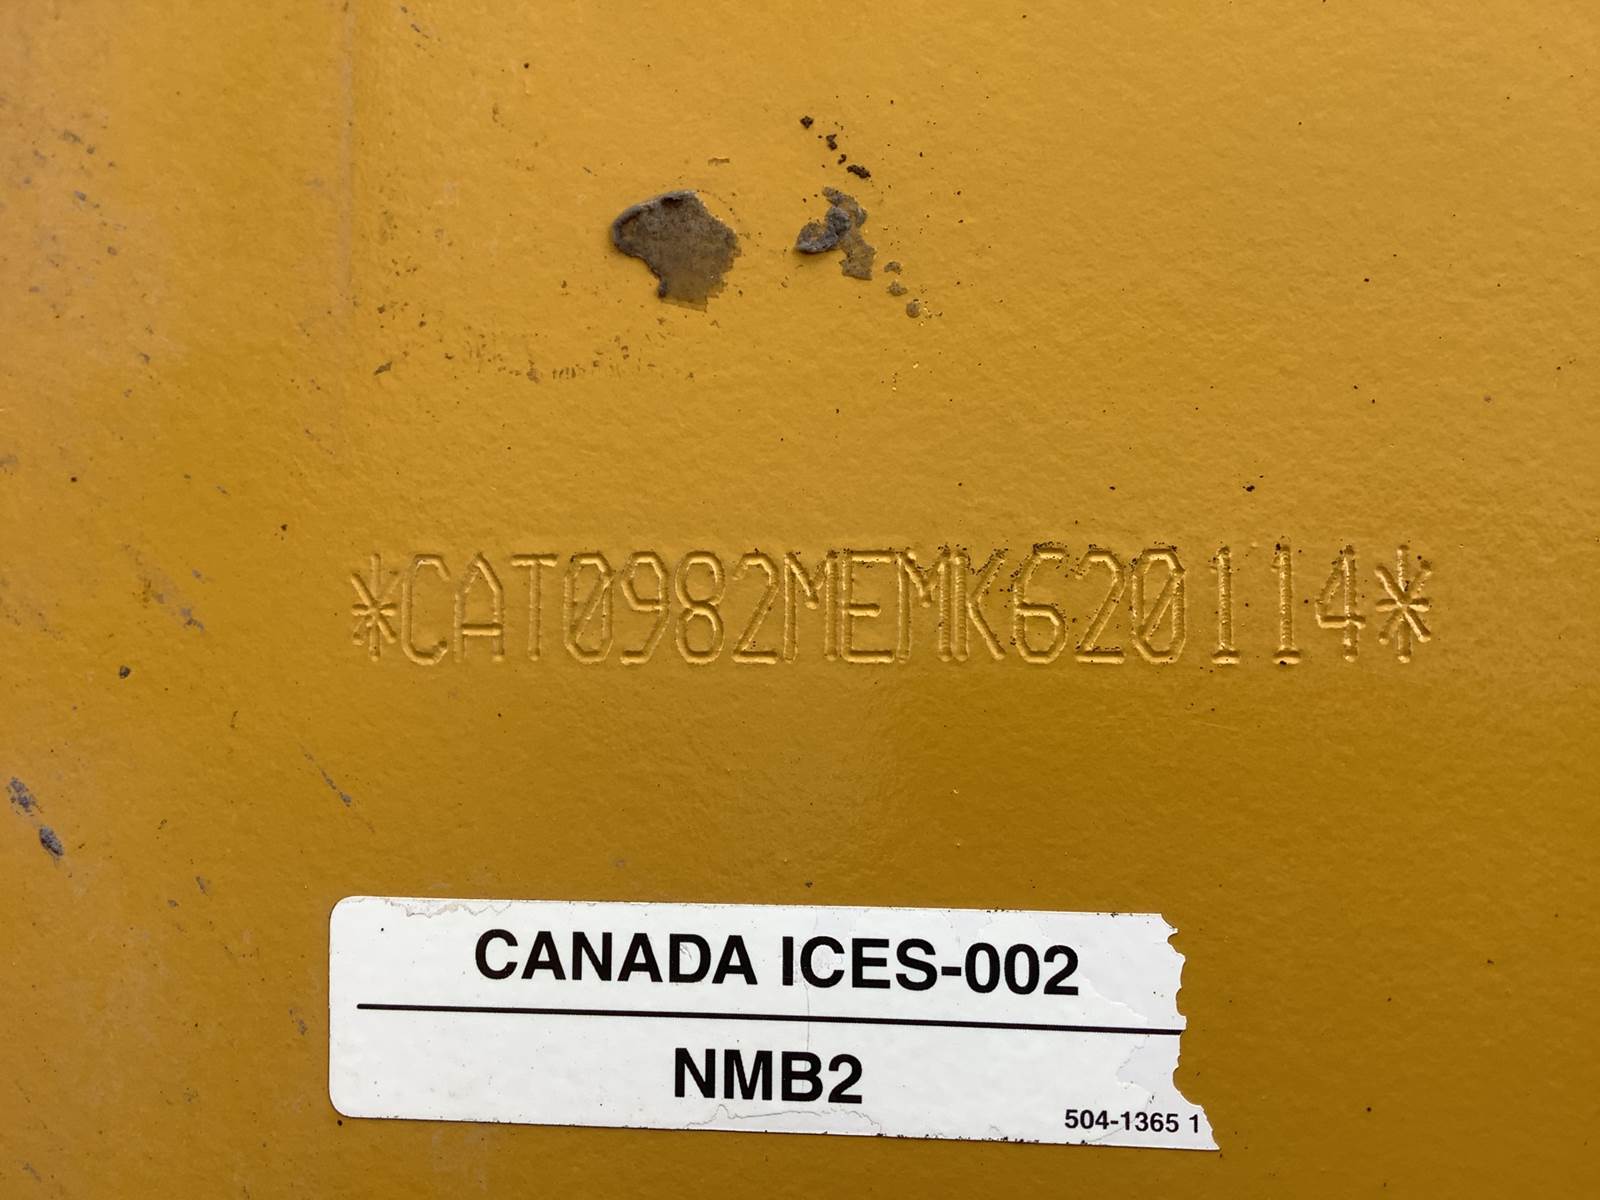 *CAT0982MEMK620114*
CANADA ICES-002
NMB2
504-1365 1